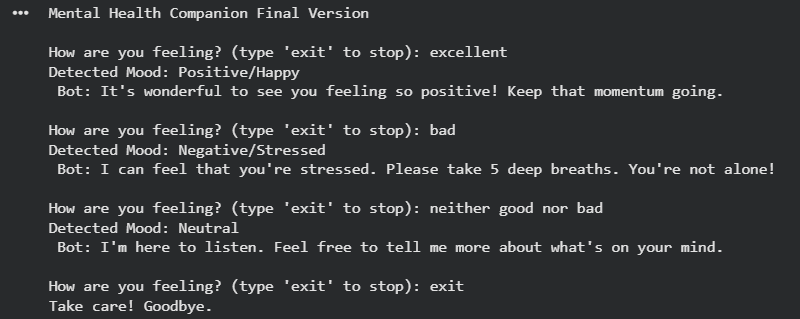 ••• Mental Health Companion Final Version
How are you feeling? (type 'exit' to stop): excellent
Detected Mood: Positive/Happy
Bot: It's wonderful to see you feeling so positive! Keep that momentum going.
How are you feeling? (type 'exit' to stop): bad
Detected Mood: Negative/Stressed
Bot: I can feel that you're stressed. Please take 5 deep breaths. You're not alone!
How are you feeling? (type 'exit' to stop): neither good nor bad
Detected Mood: Neutral
Bot: I'm here to listen. Feel free to tell me more about what's on your mind.
How are you feeling? (type 'exit' to stop): exit
Take care! Goodbye.